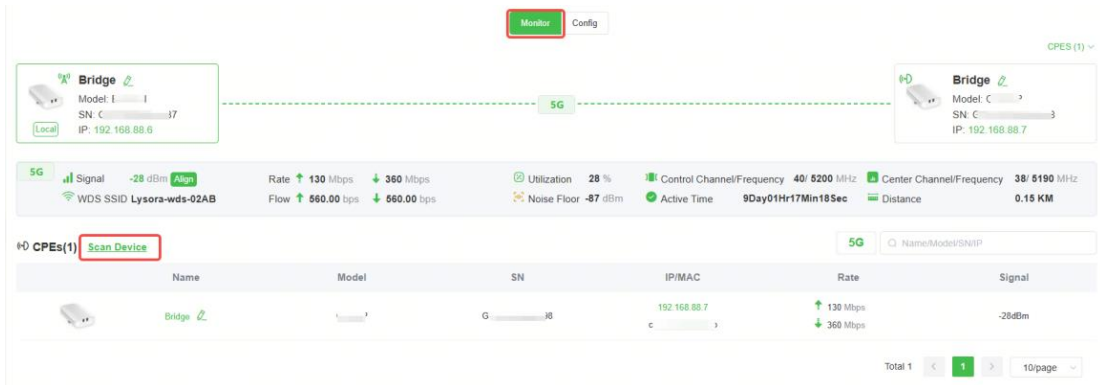 Monitor Config
CPES (1)
Bridge
Model:
SN:
Local
IP: 192.168.88.6
5G
Bridge
Model:
SN:
IP: 192.168.88.7
5G
Signal -28 dBm Align
Rate 130 Mbps 360 Mbps
Utilization 28 %
Control Channel/Frequency 40/ 5200 MHz
Center Channel/Frequency 38/ 5190 MHz
WDS SSID Lysora-wds-02AB
Flow 560.00 bps 560.00 bps
Noise Floor -87 dBm
Active Time 9Day01Hr17Min18Sec
Distance 0.15 KM
CPEs(1) Scan Device
5G
Name/Model/SN/IP
Name Model SN IP/MAC Rate Signal
Bridge
192.168.88.7
130 Mbps
360 Mbps
-28dBm
Total 1 < 1 > 10/page